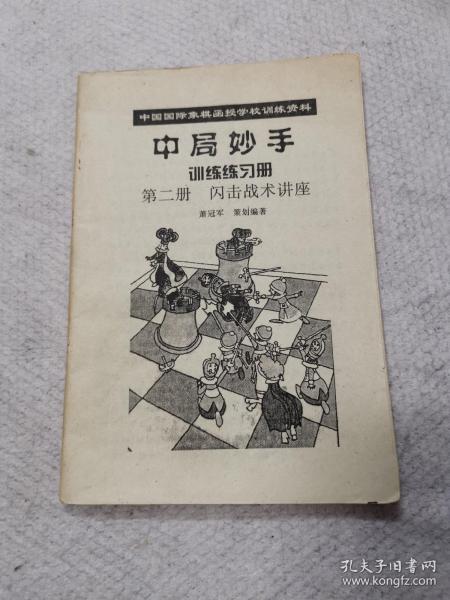 中国国际象棋函授学校训练资料
中局妙手
训练练习册
第二册 闪击战术讲座
萧冠军 策划编著
孔夫子旧书网
www.kongfz.com